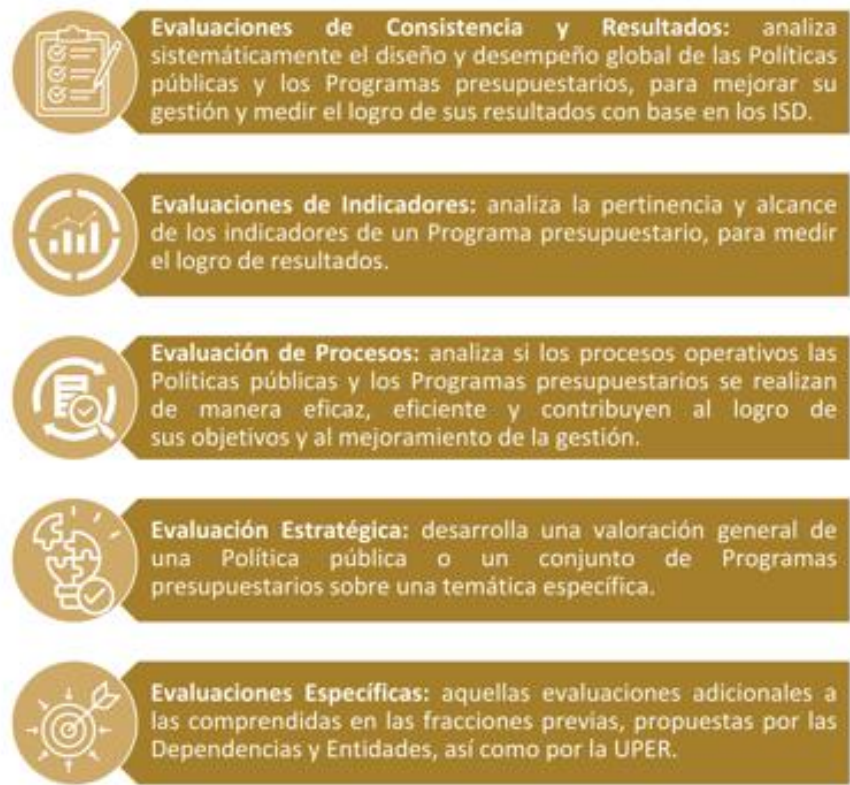 Evaluaciones de Consistencia y Resultados: analiza
sistemáticamente el diseño y desempeño global de las Políticas
públicas y los Programas presupuestarios, para mejorar su
gestión y medir el logro de sus resultados con base en los ISD.
Evaluaciones de Indicadores: analiza la pertinencia y alcance
de los indicadores de un Programa presupuestario, para medir
el logro de resultados.
Evaluación de Procesos: analiza si los procesos operativos las
Políticas públicas y los Programas presupuestarios se realizan
de manera eficaz, eficiente y contribuyen al logro de
sus objetivos y al mejoramiento de la gestión.
Evaluación Estratégica: desarrolla una valoración general de
una Política pública o un conjunto de Programas
presupuestarios sobre una temática específica.
Evaluaciones Específicas: aquellas evaluaciones adicionales a
las comprendidas en las fracciones previas, propuestas por las
Dependencias y Entidades, así como por la UPER.